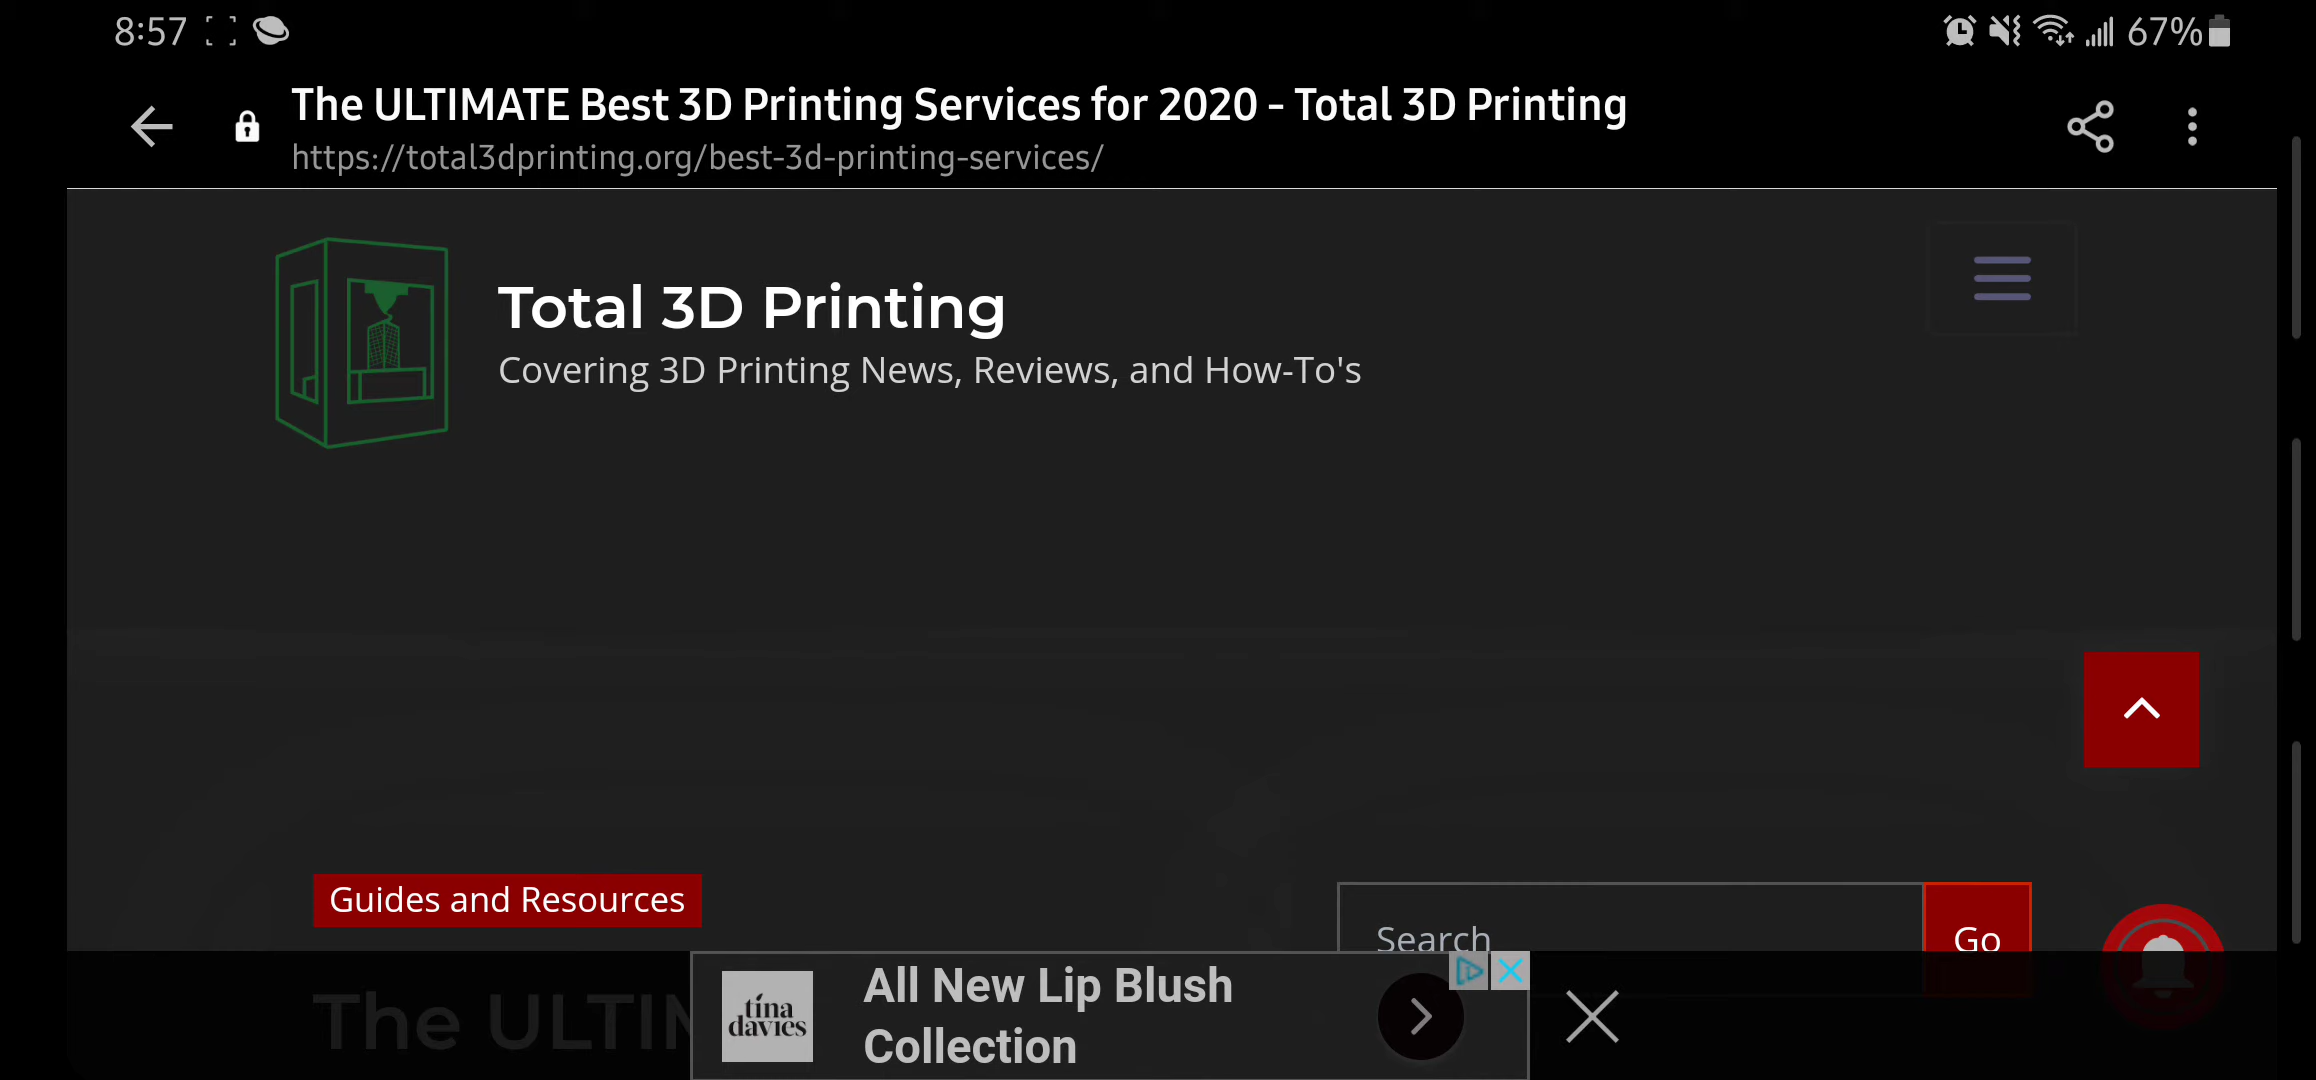 8:57
67%
The ULTIMATE Best 3D Printing Services for 2020 - Total 3D Printing
https://total3dprinting.org/best-3d-printing-services/
Total 3D Printing
Covering 3D Printing News, Reviews, and How-To's
Guides and Resources
Search
Go
The ULTIM
tina davies
All New Lip Blush
Collection